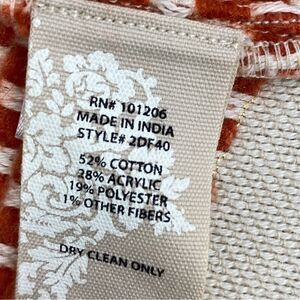 RN# 101206
MADE IN INDIA
STYLE# 2DF40
52% COTTON
28% ACRYLIC
19% POLYESTER
1% OTHER FIBERS
DRY CLEAN ONLY